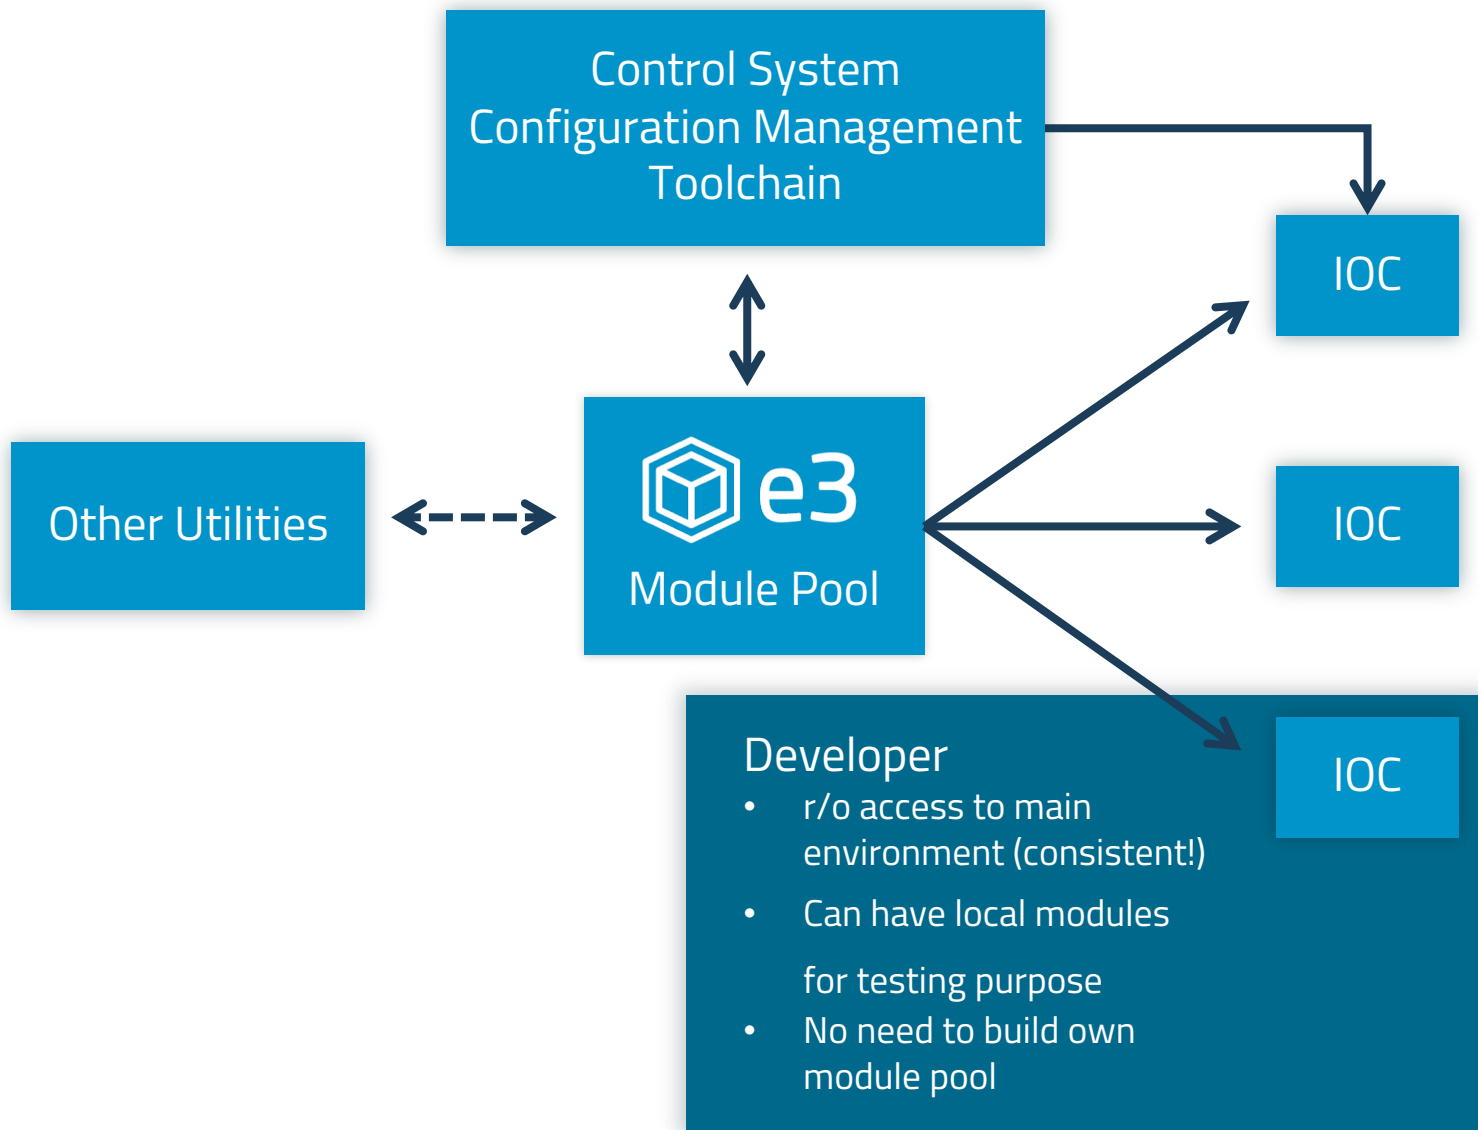 Control System
Configuration Management
Toolchain
IOC
Other Utilities
e3
Module Pool
IOC
Developer
• r/o access to main
environment (consistent!)
• Can have local modules
for testing purpose
• No need to build own
module pool
IOC